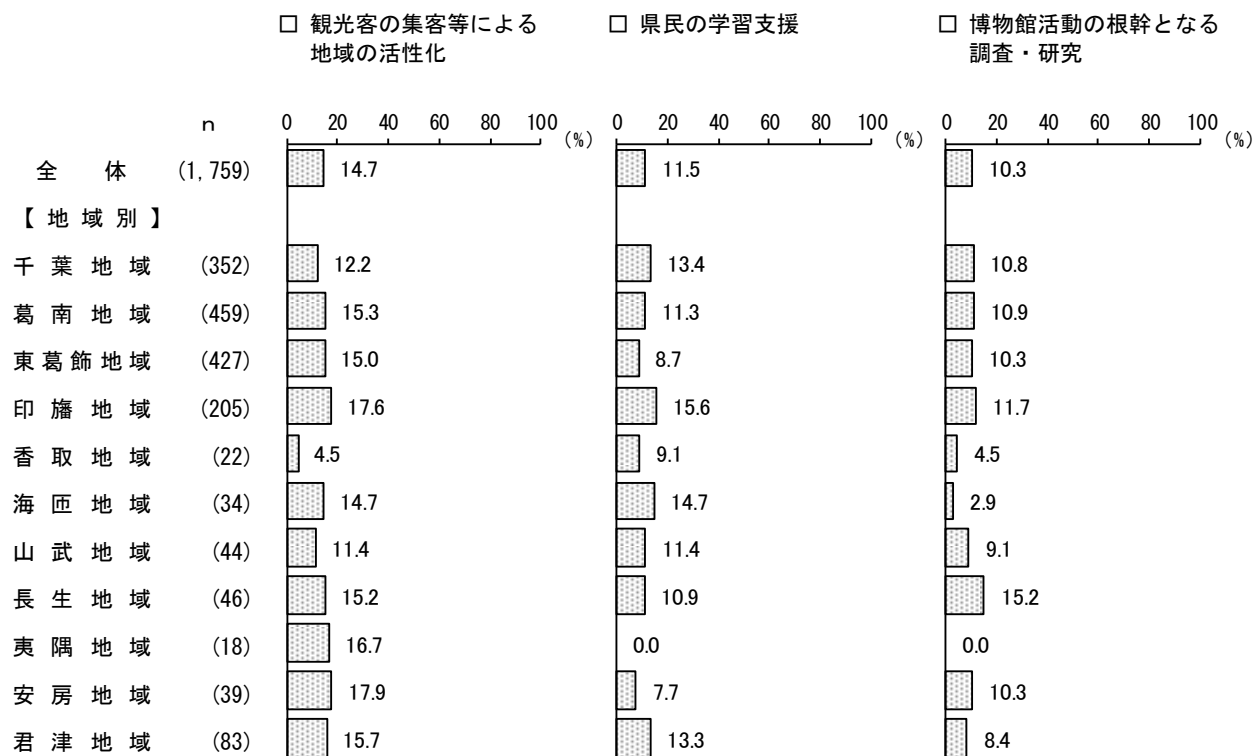 □ 観光客の集客等による 地域の活性化
□ 県民の学習支援
□ 博物館活動の根幹となる 調査・研究
n 0 20 40 60 80 100 (%) 0 20 40 60 80 100 (%) 0 20 40 60 80 100 (%)
全体 (1,759) 14.7 11.5 10.3
【地域別】
千葉地域 (352) 12.2 13.4 10.8
葛南地域 (459) 15.3 11.3 10.9
東葛飾地域 (427) 15.0 8.7 10.3
印旛地域 (205) 17.6 15.6 11.7
香取地域 (22) 4.5 9.1 4.5
海匝地域 (34) 14.7 14.7 2.9
山武地域 (44) 11.4 11.4 9.1
長生地域 (46) 15.2 10.9 15.2
夷隅地域 (18) 16.7 0.0 0.0
安房地域 (39) 17.9 7.7 10.3
君津地域 (83) 15.7 13.3 8.4